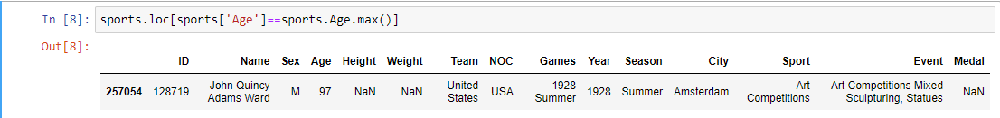 In [8]: sports.loc[sports['Age']==sports.Age.max()]
Out[8]:
ID Name Sex Age Height Weight Team NOC Games Year Season City Sport Event Medal
257054 128719 John Quincy Adams Ward M 97 NaN NaN United States USA 1928 Summer 1928 Summer Amsterdam Art Competitions Art Competitions Mixed Sculpturing, Statues NaN